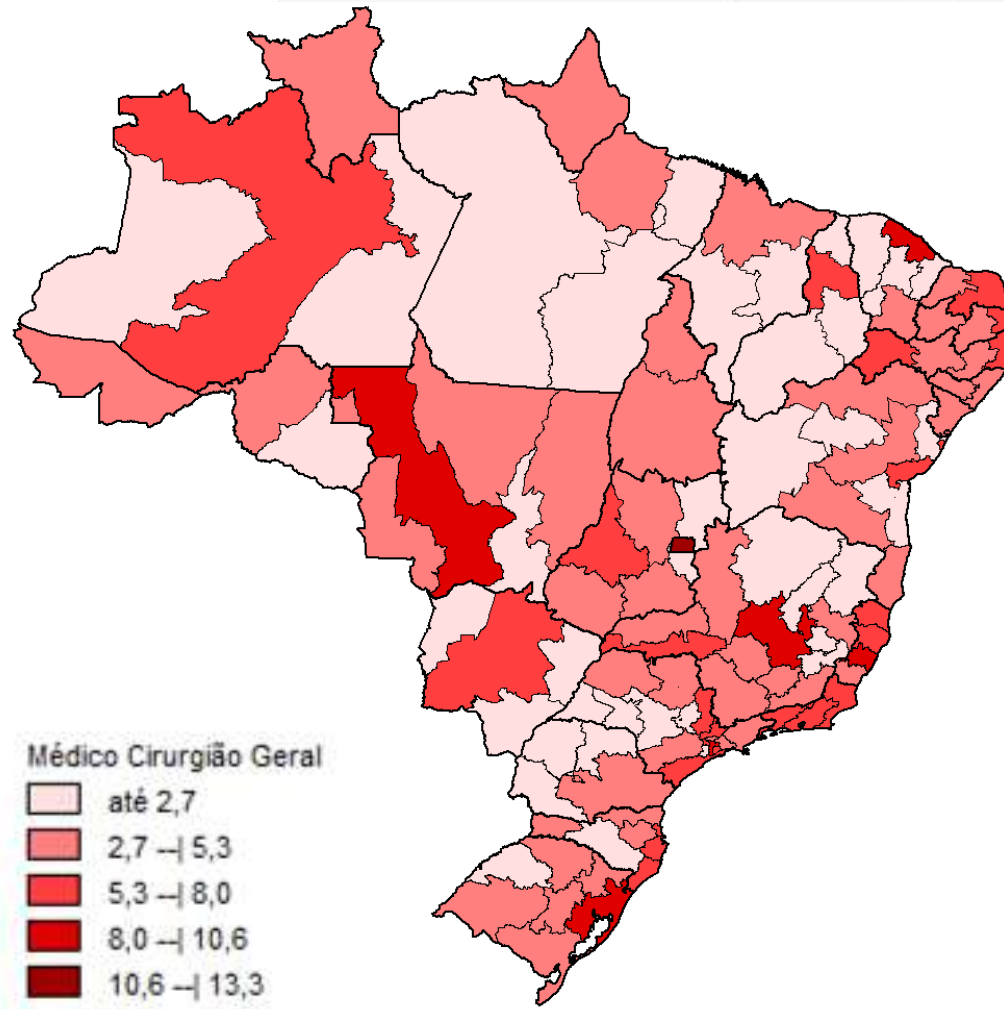 Médico Cirurgião Geral
até 2,7
2,7 --| 5,3
5,3 --| 8,0
8,0 --| 10,6
10,6 --| 13,3